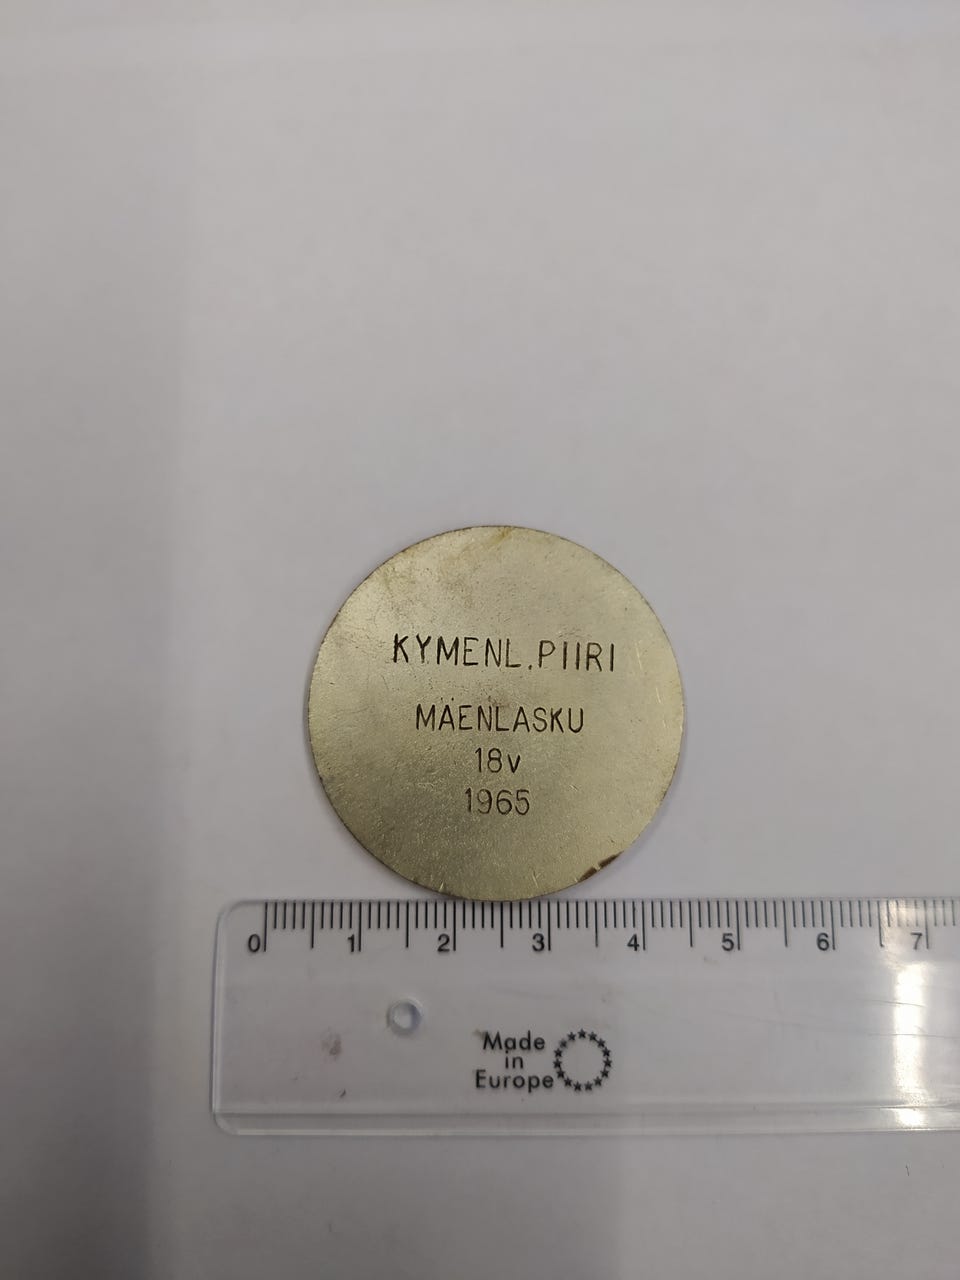 KYMENL.PIIRI
MÄENLASKU
18v
1965
0 1 2 3 4 5 6 7
Made
in
Europe